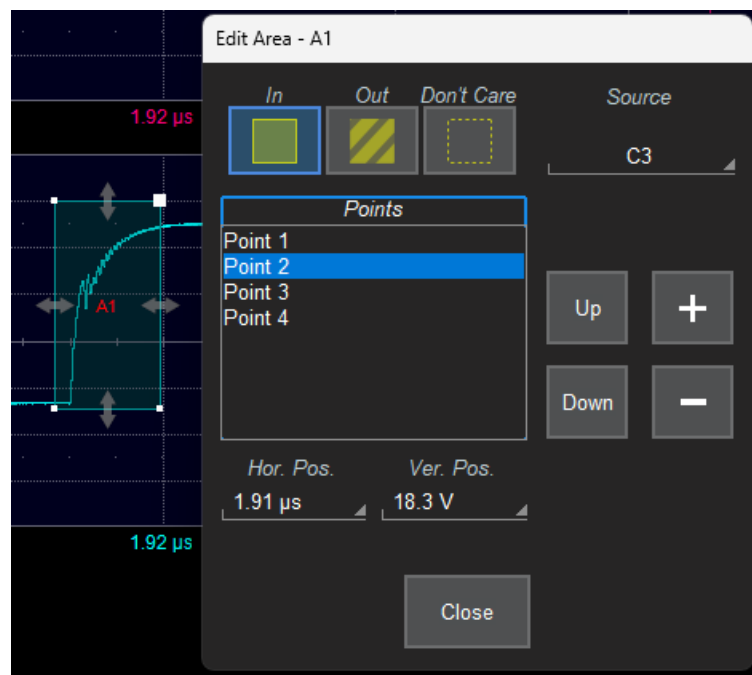 Edit Area - A1
In Out Don't Care Source
1.92 µs
C3
Points
Point 1
Point 2
Point 3
Point 4
A1
Up +
Down −
Hor. Pos. Ver. Pos.
1.91 µs 18.3 V
1.92 µs
Close